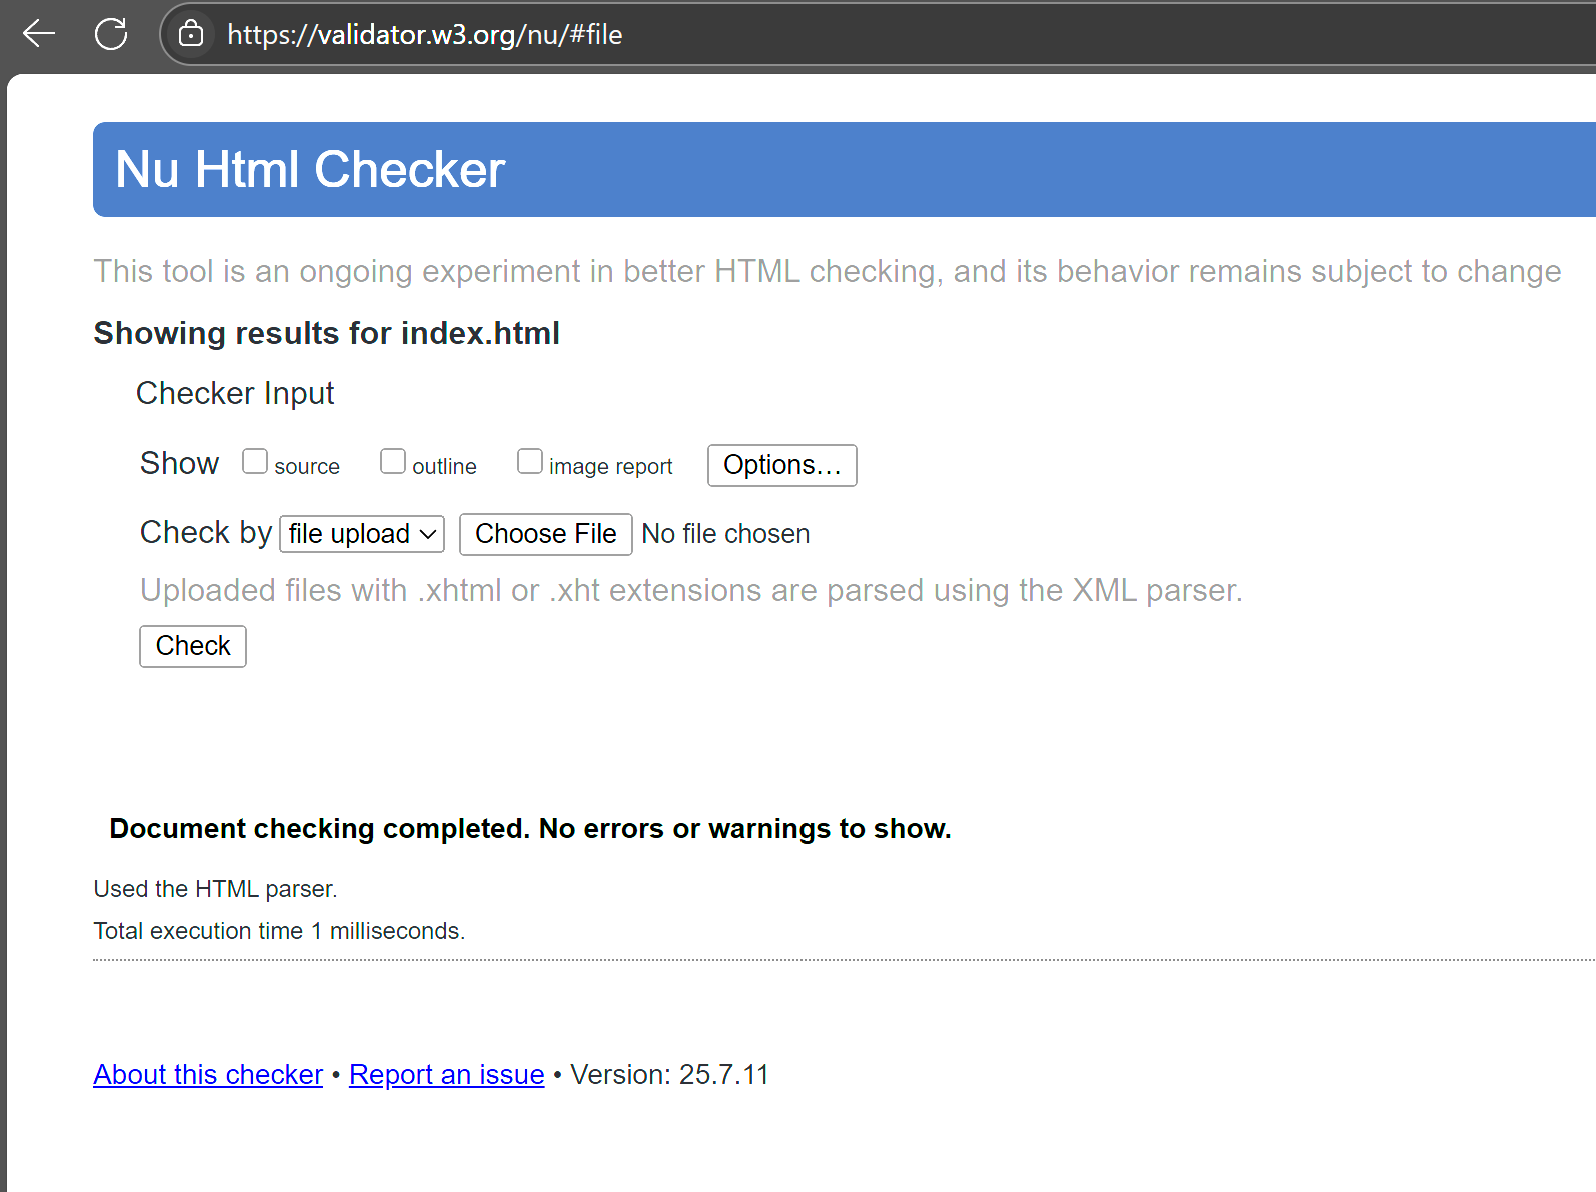 https://validator.w3.org/nu/#file
Nu Html Checker
This tool is an ongoing experiment in better HTML checking, and its behavior remains subject to change
Showing results for index.html
Checker Input
Show source outline image report Options...
Check by file upload Choose File No file chosen
Uploaded files with .xhtml or .xht extensions are parsed using the XML parser.
Check
Document checking completed. No errors or warnings to show.
Used the HTML parser.
Total execution time 1 milliseconds.
About this checker • Report an issue • Version: 25.7.11